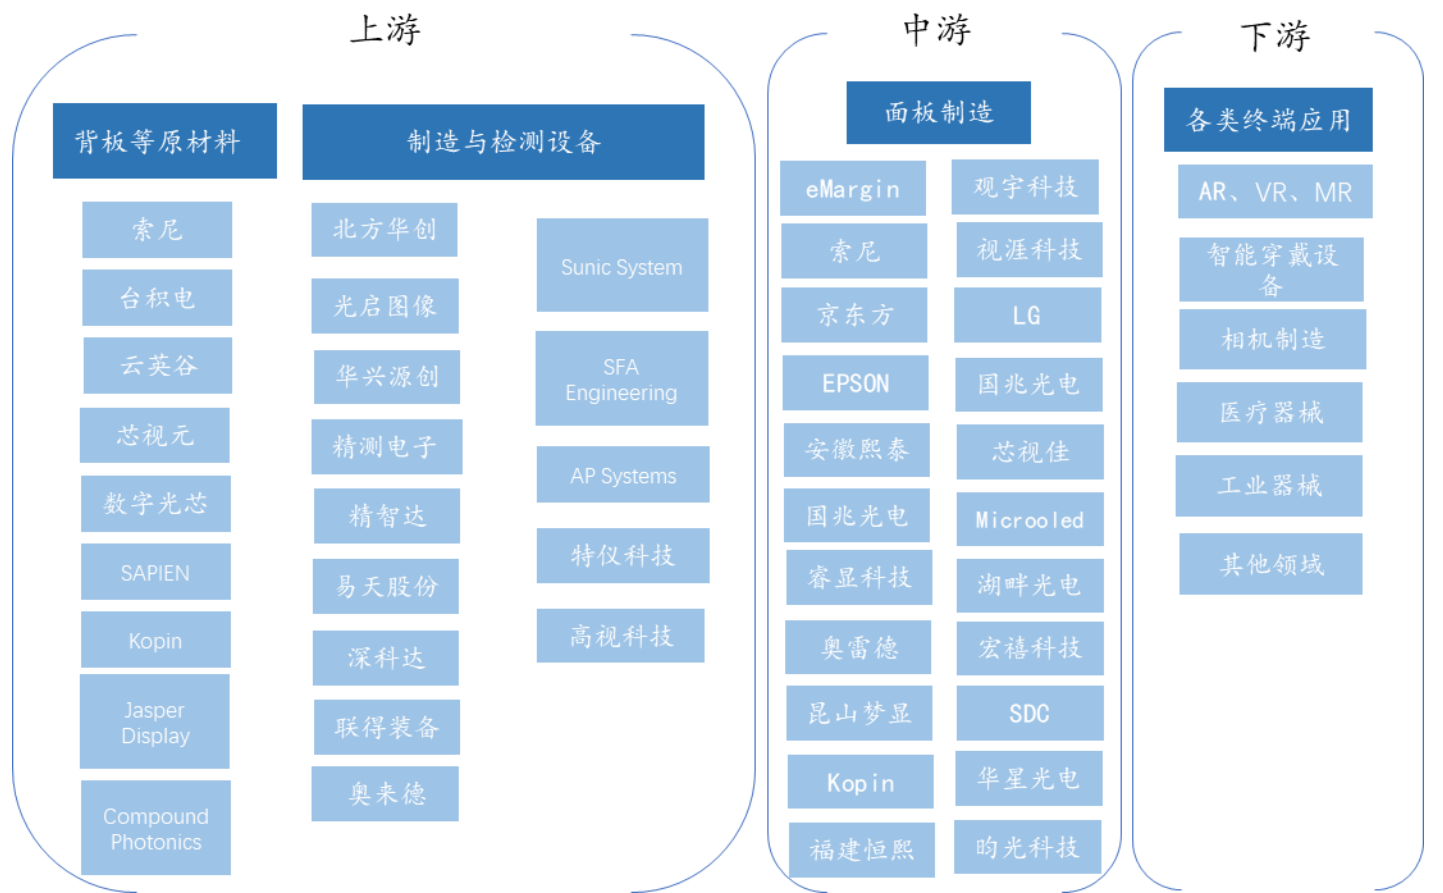 上游
背板等原材料
索尼
台积电
云英谷
芯视元
数字光芯
SAPIEN
Kopin
Jasper
Display
Compound
Photonics
制造与检测设备
北方华创
光启图像
华兴源创
精测电子
精智达
易天股份
深科达
联得装备
奥来德
Sunic System
SFA
Engineering
AP Systems
特仪科技
高视科技
中游
面板制造
eMargin
索尼
京东方
EPSON
安徽熙泰
国兆光电
睿显科技
奥雷德
昆山梦显
Kopin
福建恒熙
观宇科技
视涯科技
LG
国兆光电
芯视佳
Microoled
湖畔光电
宏禧科技
SDC
华星光电
昀光科技
下游
各类终端应用
AR、VR、MR
智能穿戴设
备
相机制造
医疗器械
工业器械
其他领域